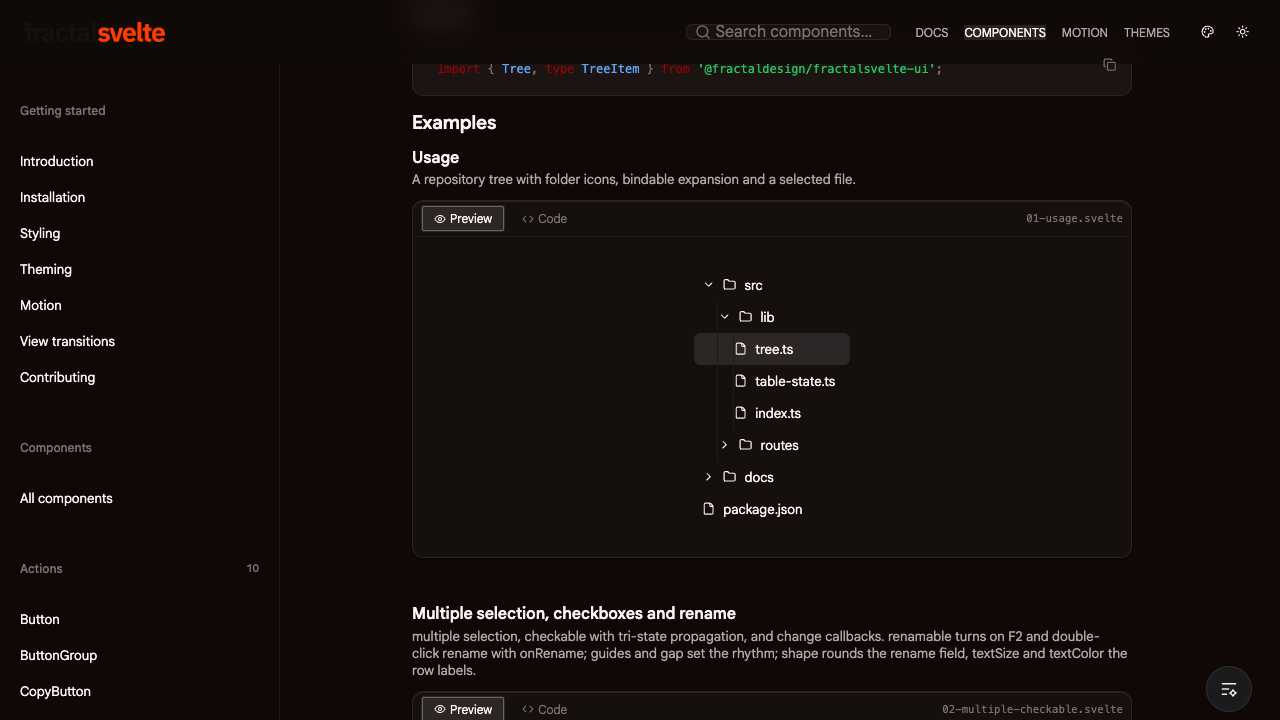 fractalsvelte
Search components...
DOCS
COMPONENTS
MOTION
THEMES
import { Tree, type TreeItem } from '@fractaldesign/fractalsvelte-ui';
Getting started
Introduction
Installation
Styling
Theming
Motion
View transitions
Contributing
Components
All components
Actions 10
Button
ButtonGroup
CopyButton
Examples
Usage
A repository tree with folder icons, bindable expansion and a selected file.
Preview
Code
01-usage.svelte
src
lib
tree.ts
table-state.ts
index.ts
routes
docs
package.json
Multiple selection, checkboxes and rename
multiple selection, checkable with tri-state propagation, and change callbacks. renamable turns on F2 and double-
click rename with onRename; guides and gap set the rhythm; shape rounds the rename field, textSize and textColor the
row labels.
Preview
Code
02-multiple-checkable.svelte